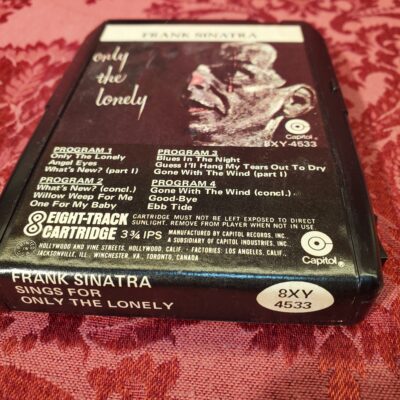 FRANK SINATRA
only
the
lonely
Capitol®
8XY-4533
PROGRAM 1
Only The Lonely
Angel Eyes
What's New? (part I)
PROGRAM 2
What's New? (concl.)
Willow Weep For Me
One For My Baby
PROGRAM 3
Blues In The Night
Guess I'll Hang My Tears Out To Dry
Gone With The Wind (part I)
PROGRAM 4
Gone With The Wind (concl.)
Good-Bye
Ebb Tide
8 EIGHT-TRACK
CARTRIDGE 3 ¾ IPS
CARTRIDGE MUST NOT BE LEFT EXPOSED TO DIRECT
SUNLIGHT. REMOVE FROM PLAYER WHEN NOT IN USE
MANUFACTURED BY CAPITOL RECORDS, INC.
A SUBSIDIARY OF CAPITOL INDUSTRIES, INC.
HOLLYWOOD AND VINE STREETS, HOLLYWOOD, CALIF. • FACTORIES: LOS ANGELES, CALIF.
JACKSONVILLE, ILL., WINCHESTER, VA., TORONTO, CANADA
Capitol®
FRANK SINATRA
SINGS FOR
ONLY THE LONELY
8XY
4533